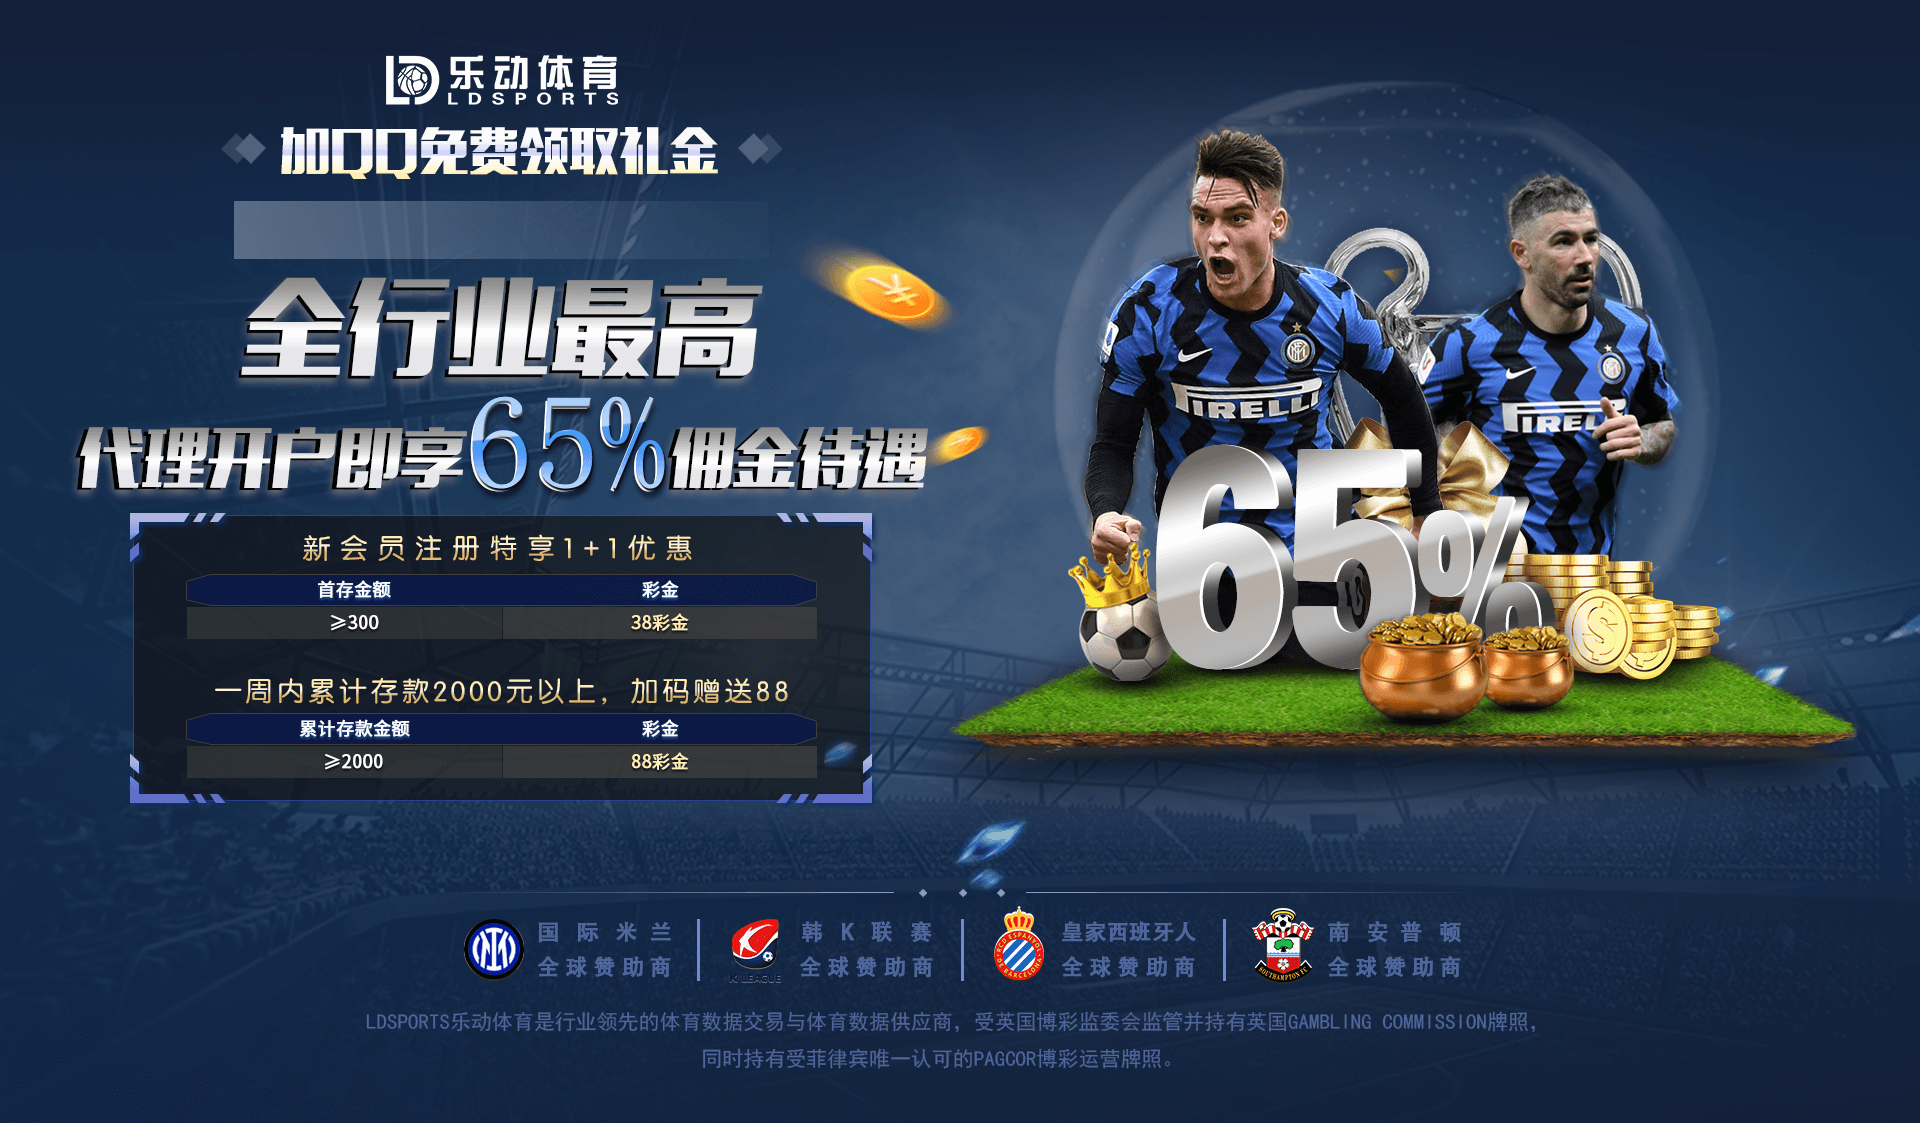 LD 乐动体育
LDSPORTS
加QQ免费领取礼金
全行业最高
代理开户即享65%佣金待遇
新会员注册特享1+1优惠
首存金额 彩金
≥300 38彩金
一周内累计存款2000元以上，加码赠送88
累计存款金额 彩金
≥2000 88彩金
PIRELLI
PIRELLI
65%
国际米兰
全球赞助商
K LEAGUE
韩K联赛
全球赞助商
RCD ESPANYOL DE BARCELONA
皇家西班牙人
全球赞助商
SOUTHAMPTON FC
南安普顿
全球赞助商
LDSPORTS乐动体育是行业领先的体育数据交易与体育数据供应商，受英国博彩监委会监管并持有英国GAMBLING COMMISSION牌照，
同时持有受菲律宾唯一认可的PAGCOR博彩运营牌照。